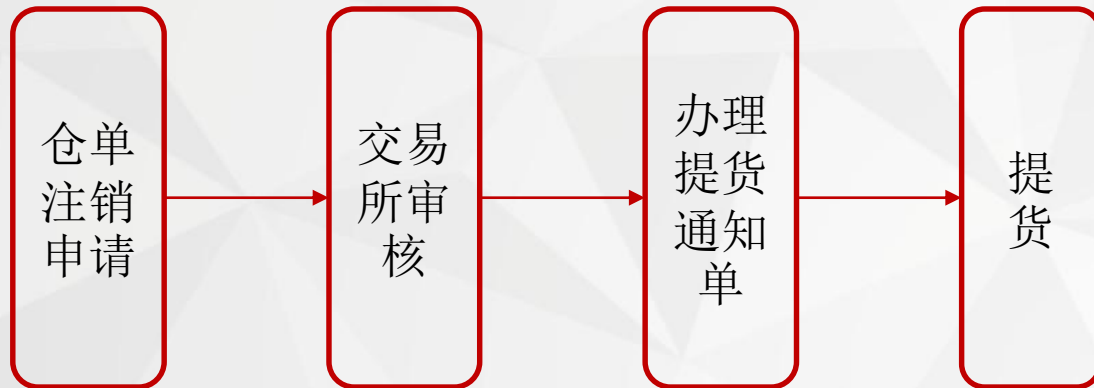 仓单
注销
申请
交易
所审
核
办理
提货
通知
单
提
货